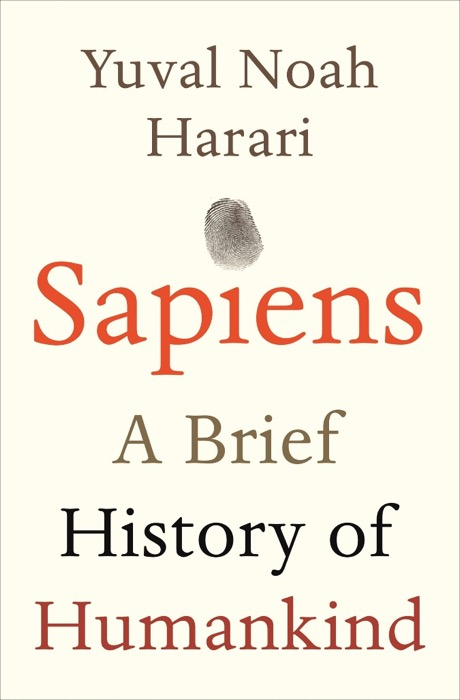 Yuval Noah
Harari
Sapiens
A Brief
History of
Humankind